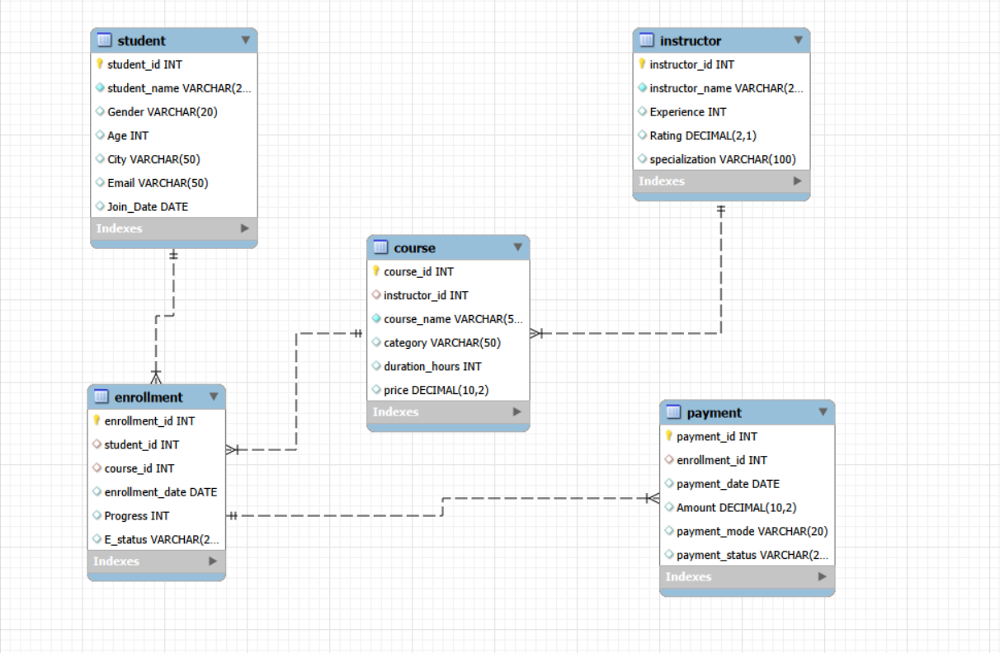 student
student_id INT
student_name VARCHAR(2...
Gender VARCHAR(20)
Age INT
City VARCHAR(50)
Email VARCHAR(50)
Join_Date DATE
Indexes
instructor
instructor_id INT
instructor_name VARCHAR(2...
Experience INT
Rating DECIMAL(2,1)
specialization VARCHAR(100)
Indexes
course
course_id INT
instructor_id INT
course_name VARCHAR(5...
category VARCHAR(50)
duration_hours INT
price DECIMAL(10,2)
Indexes
enrollment
enrollment_id INT
student_id INT
course_id INT
enrollment_date DATE
Progress INT
E_status VARCHAR(2...
Indexes
payment
payment_id INT
enrollment_id INT
payment_date DATE
Amount DECIMAL(10,2)
payment_mode VARCHAR(20)
payment_status VARCHAR(2...
Indexes